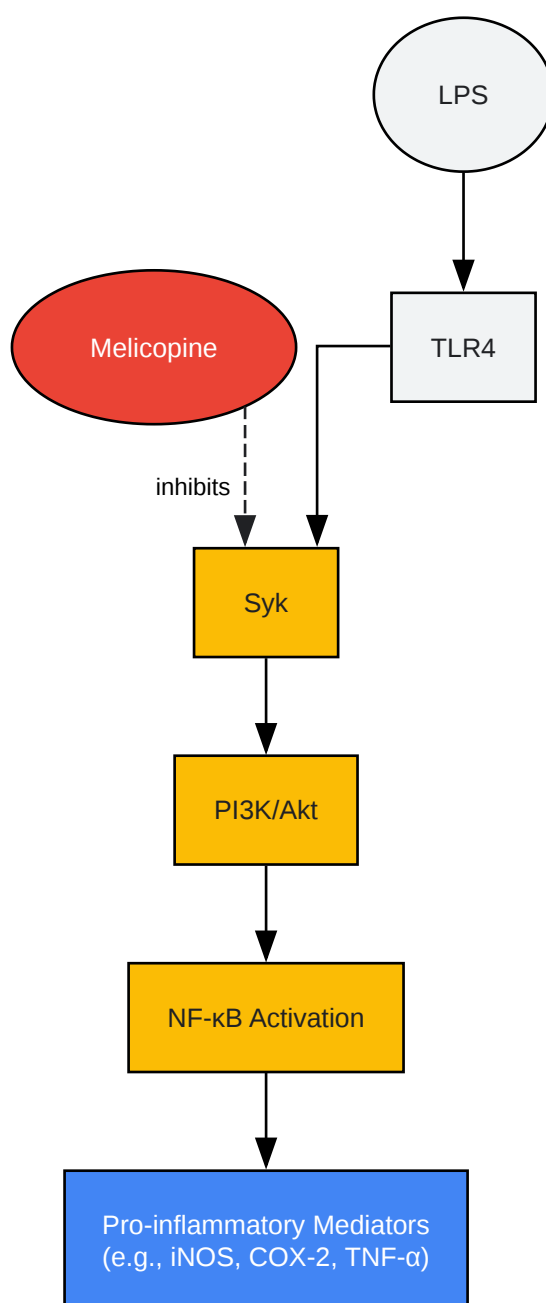 LPS
Melicopine
TLR4
inhibits
Syk
PI3K/Akt
NF-κB Activation
Pro-inflammatory Mediators
(e.g., iNOS, COX-2, TNF-α)